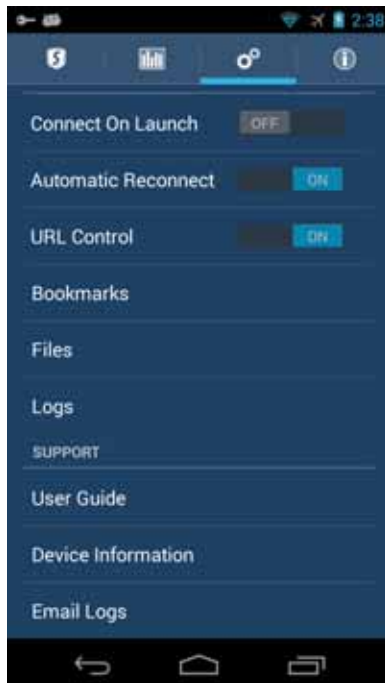 2:38
Connect On Launch OFF
Automatic Reconnect ON
URL Control ON
Bookmarks
Files
Logs
SUPPORT
User Guide
Device Information
Email Logs